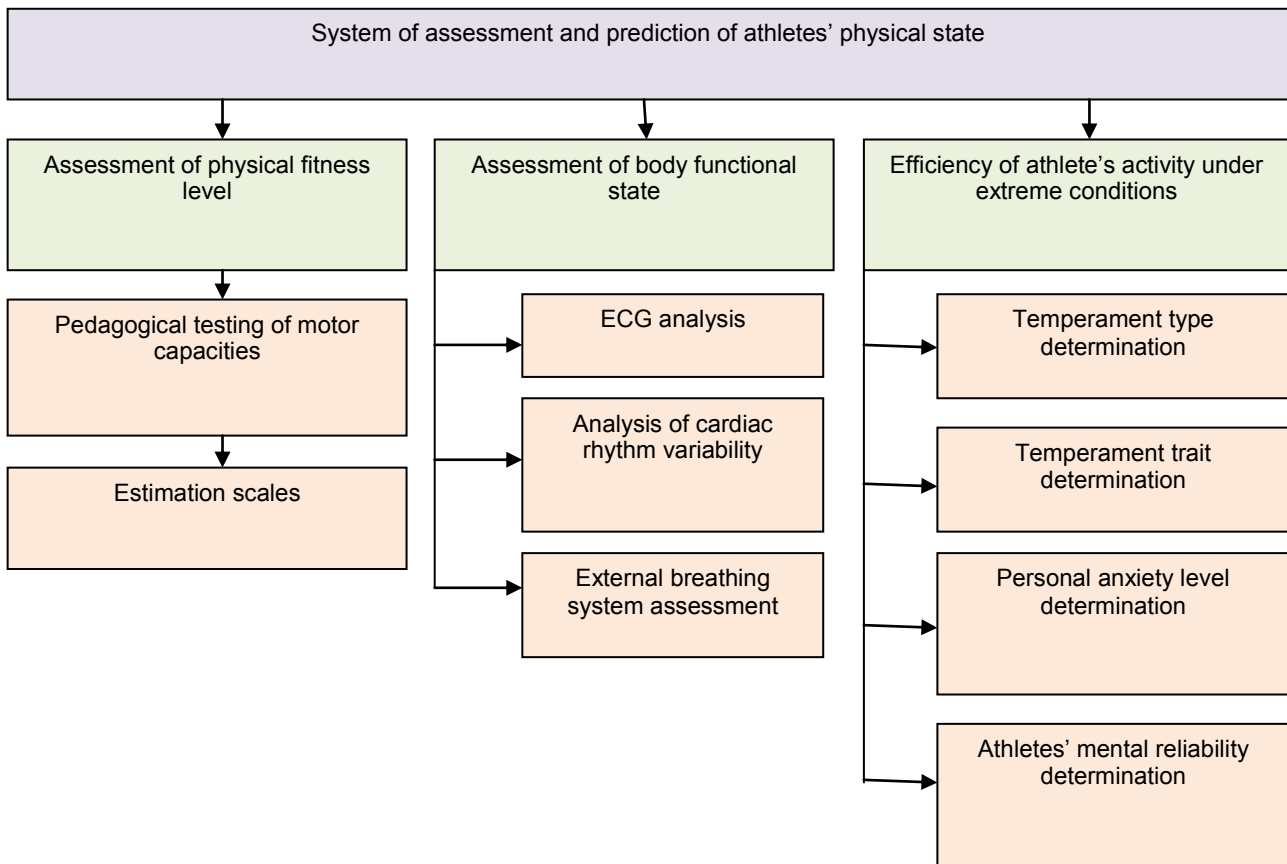 System of assessment and prediction of athletes’ physical state
Assessment of physical fitness
level
Pedagogical testing of motor
capacities
Estimation scales
Assessment of body functional
state
ECG analysis
Analysis of cardiac
rhythm variability
External breathing
system assessment
Efficiency of athlete’s activity under
extreme conditions
Temperament type
determination
Temperament trait
determination
Personal anxiety level
determination
Athletes’ mental reliability
determination